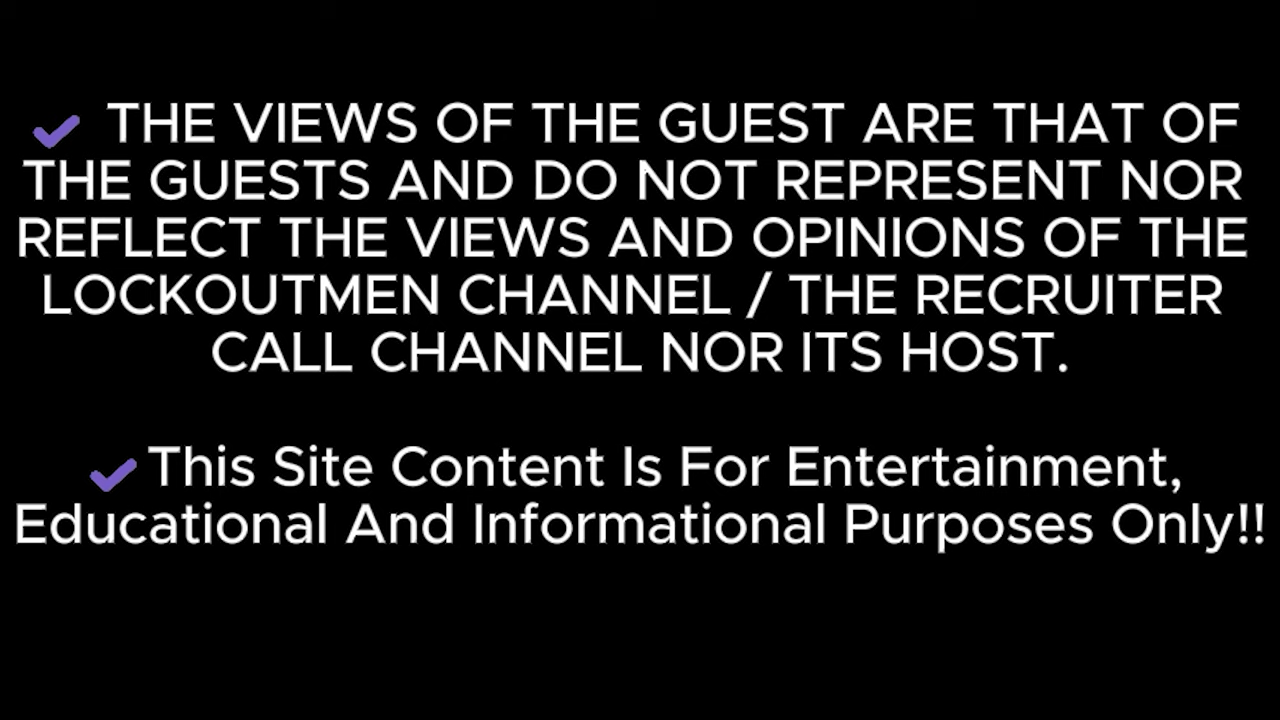 ✔ THE VIEWS OF THE GUEST ARE THAT OF
THE GUESTS AND DO NOT REPRESENT NOR
REFLECT THE VIEWS AND OPINIONS OF THE
LOCKOUTMEN CHANNEL / THE RECRUITER
CALL CHANNEL NOR ITS HOST.
✔ This Site Content Is For Entertainment,
Educational And Informational Purposes Only!!